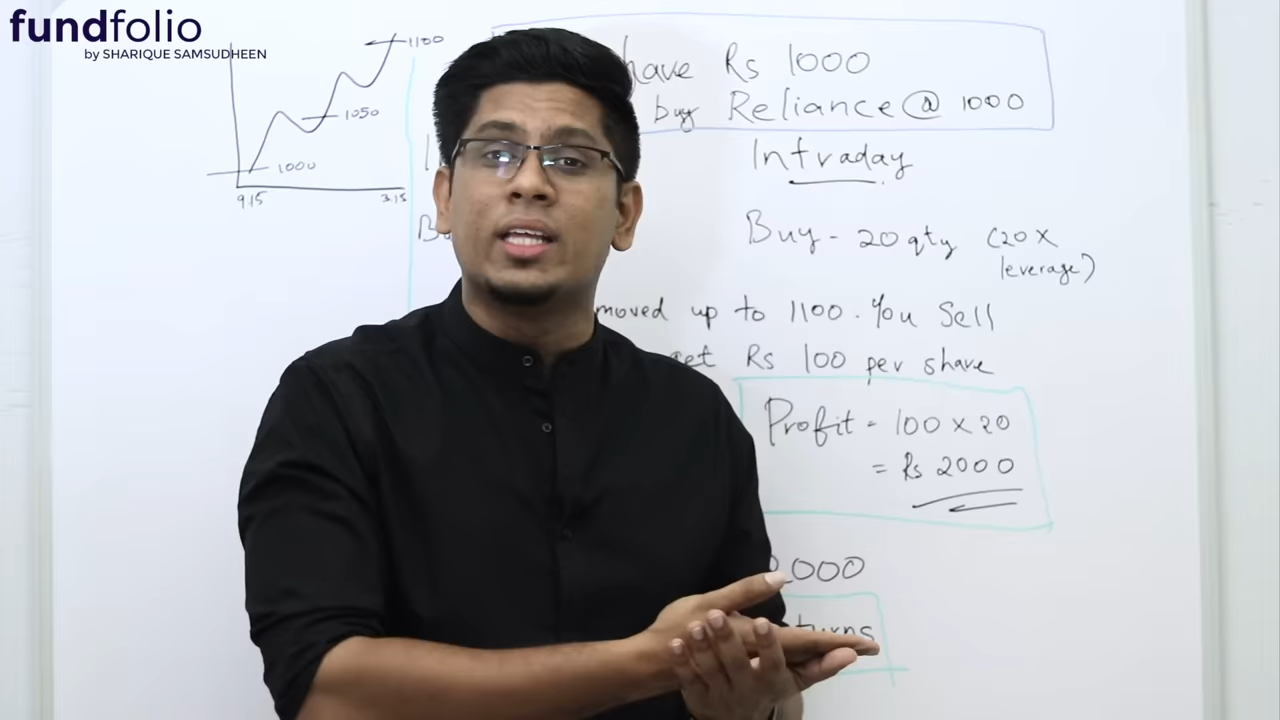 fundfolio
by SHARIQUE SAMSUDHEEN
1100
1050
1000
9.15
3.15
have Rs 1000
buy Reliance @ 1000
Intraday
Buy - 20 qty (20x
leverage)
moved up to 1100. You Sell
get Rs 100 per share
Profit = 100 x 20
= Rs 2000
000